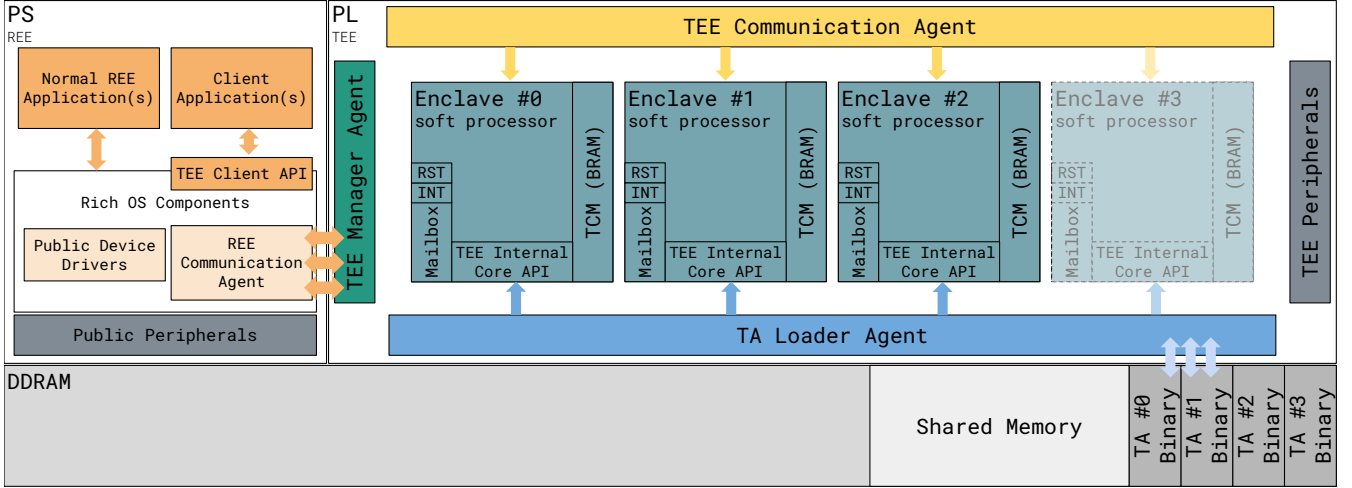 PS
REE
Normal REE
Application(s)
Client
Application(s)
TEE Client API
Rich OS Components
Public Device
Drivers
REE
Communication
Agent
Public Peripherals
PL
TEE
TEE Communication Agent
TEE Manager Agent
Enclave #0
soft processor
RST
INT
Mailbox
TEE Internal
Core API
TCM (BRAM)
Enclave #1
soft processor
RST
INT
Mailbox
TEE Internal
Core API
TCM (BRAM)
Enclave #2
soft processor
RST
INT
Mailbox
TEE Internal
Core API
TCM (BRAM)
Enclave #3
soft processor
RST
INT
Mailbox
TEE Internal
Core API
TCM (BRAM)
TEE Peripherals
TA Loader Agent
DDRAM
Shared Memory
TA #0
Binary
TA #1
Binary
TA #2
Binary
TA #3
Binary